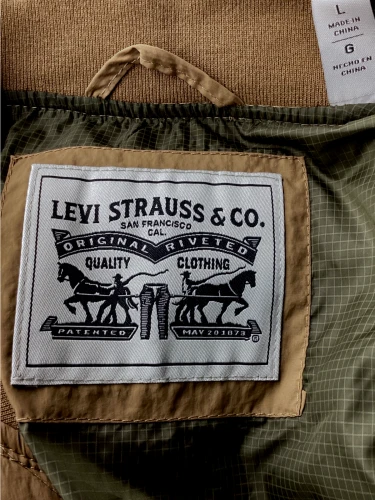 L
MADE IN
CHINA
G
HECHO EN
CHINA
LEVI STRAUSS & CO.
SAN FRANCISCO
CAL.
ORIGINAL RIVETED
QUALITY CLOTHING
PATENTED MAY 20 1873
®